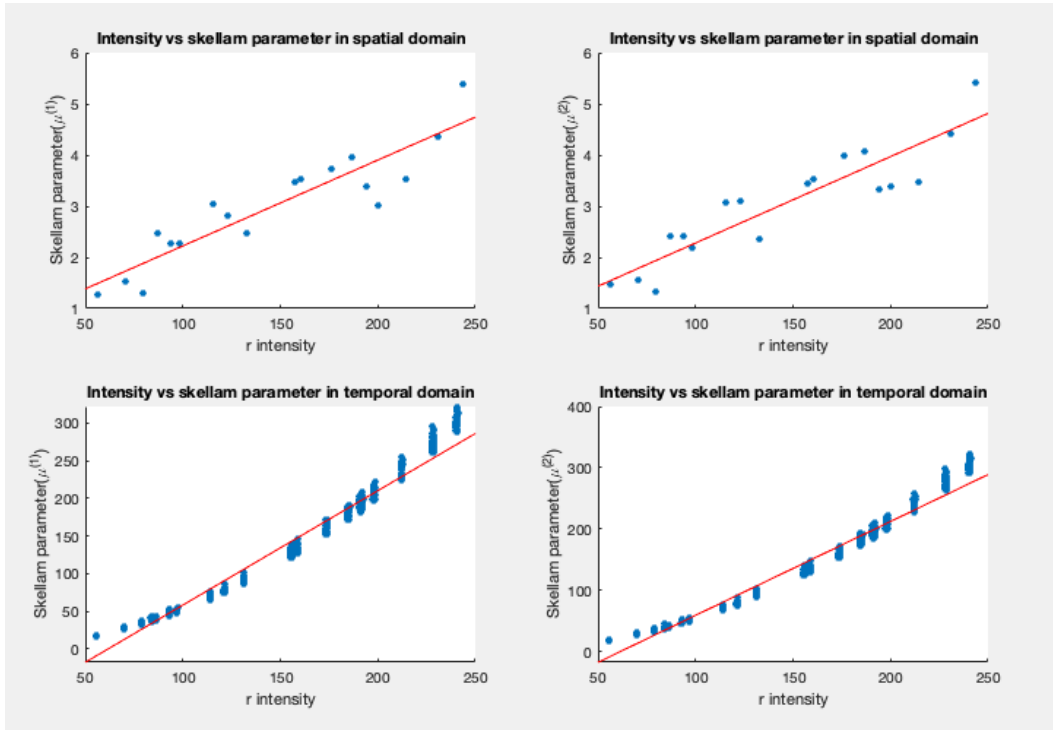 Intensity vs skellam parameter in spatial domain
6
5
4
3
2
1
Skellam parameter(μ⁽¹⁾)
50 100 150 200 250
r intensity
Intensity vs skellam parameter in spatial domain
6
5
4
3
2
1
Skellam parameter(μ⁽²⁾)
50 100 150 200 250
r intensity
Intensity vs skellam parameter in temporal domain
300
250
200
150
100
50
0
Skellam parameter(μ⁽¹⁾)
50 100 150 200 250
r intensity
Intensity vs skellam parameter in temporal domain
400
300
200
100
0
Skellam parameter(μ⁽²⁾)
50 100 150 200 250
r intensity